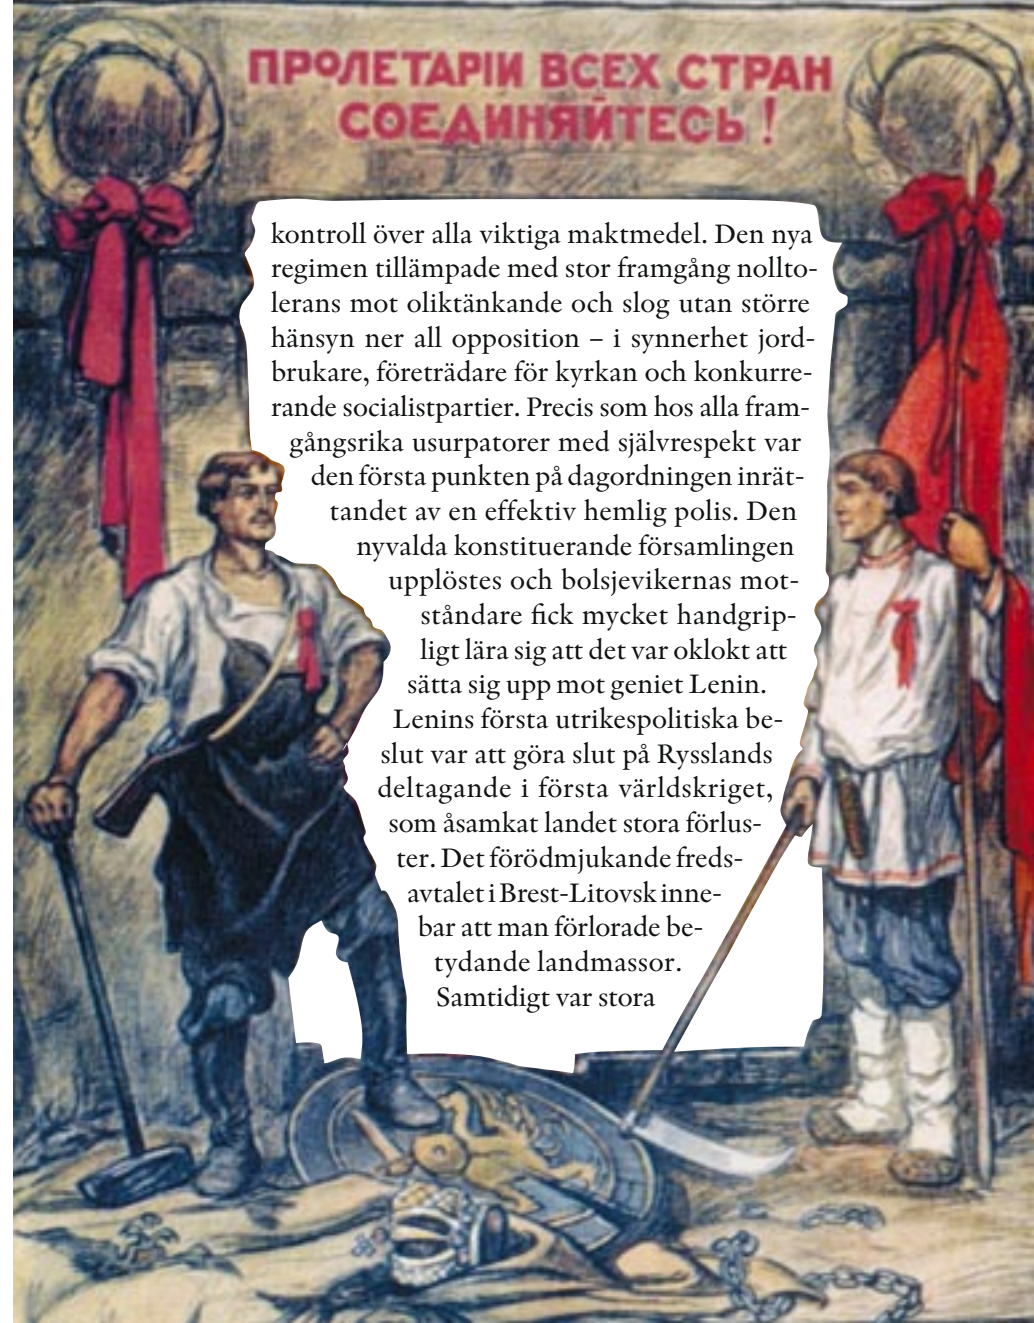 ПРОЛЕТАРІИ ВСЕХ СТРАН
СОЕДИНЯЙТЕСЬ!
kontroll över alla viktiga maktmedel. Den nya
regimen tillämpade med stor framgång nollto-
lerans mot oliktänkande och slog utan större
hänsyn ner all opposition – i synnerhet jord-
brukare, företrädare för kyrkan och konkurre-
rande socialistpartier. Precis som hos alla fram-
gångsrika usurpatorer med självrespekt var
den första punkten på dagordningen inrät-
tandet av en effektiv hemlig polis. Den
nyvalda konstituerande församlingen
upplöstes och bolsjevikernas mot-
ståndare fick mycket handgrip-
ligt lära sig att det var oklokt att
sätta sig upp mot geniet Lenin.
Lenins första utrikespolitiska be-
slut var att göra slut på Rysslands
deltagande i första världskriget,
som åsamkat landet stora förlus-
ter. Det förödmjukande freds-
avtalet i Brest-Litovsk inne-
bar att man förlorade be-
tydande landmassor.
Samtidigt var stora